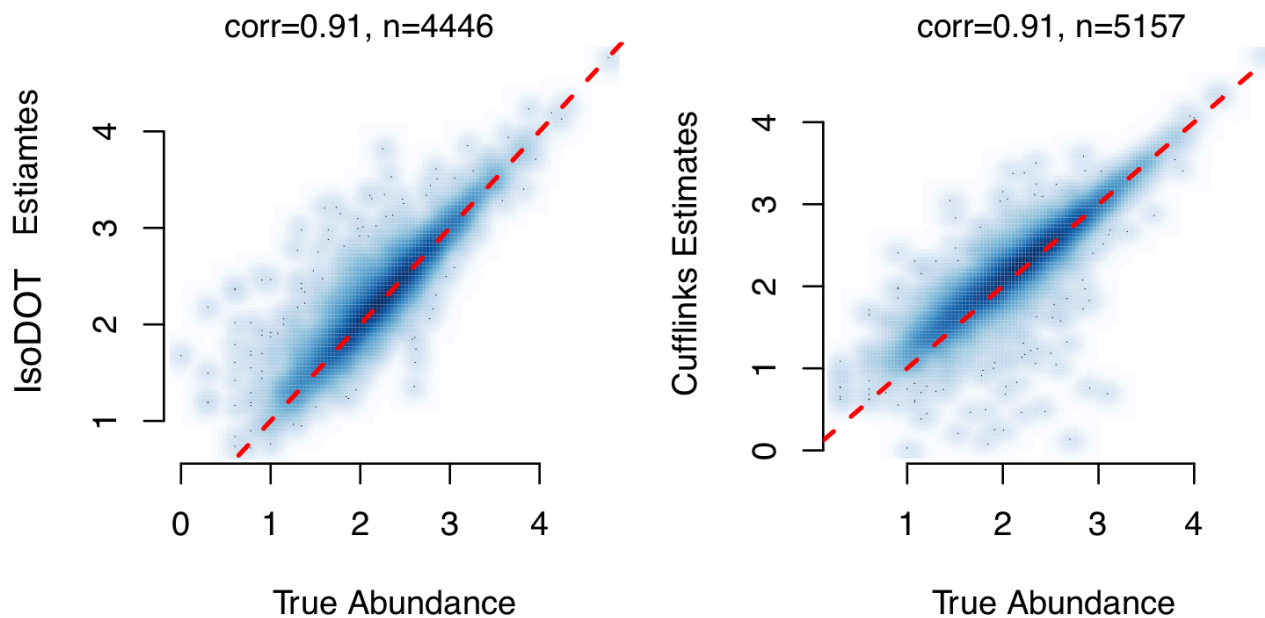 corr=0.91, n=4446
IsoDOT Estiamtes
4
3
2
1
0 1 2 3 4
True Abundance
corr=0.91, n=5157
Cufflinks Estimates
4
3
2
1
0
1 2 3 4
True Abundance